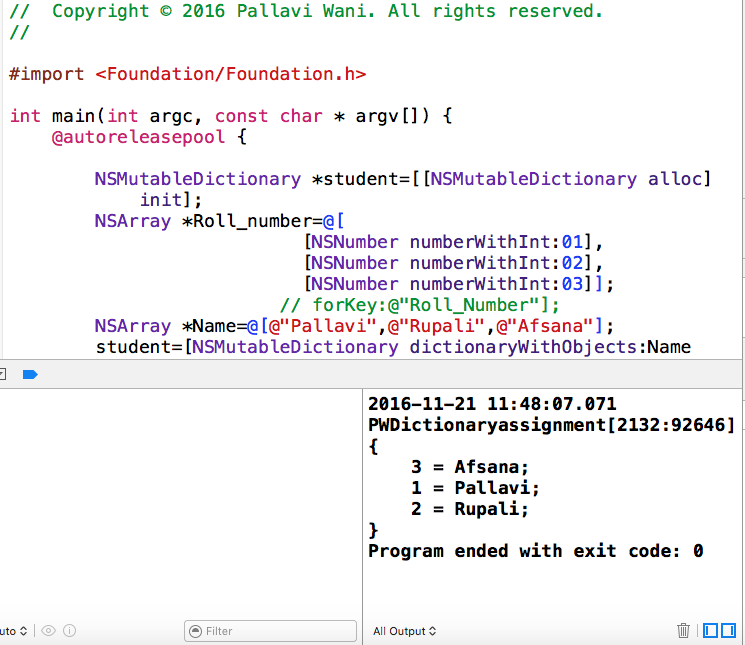 //  Copyright © 2016 Pallavi Wani. All rights reserved.
//
#import <Foundation/Foundation.h>
int main(int argc, const char * argv[]) {
@autoreleasepool {
NSMutableDictionary *student=[[NSMutableDictionary alloc]
init];
NSArray *Roll_number=@[
[NSNumber numberWithInt:01],
[NSNumber numberWithInt:02],
[NSNumber numberWithInt:03]];
// forKey:@"Roll_Number"];
NSArray *Name=@[@"Pallavi",@"Rupali",@"Afsana"];
student=[NSMutableDictionary dictionaryWithObjects:Name
2016-11-21 11:48:07.071
PWDictionaryassignment[2132:92646]
{
3 = Afsana;
1 = Pallavi;
2 = Rupali;
}
Program ended with exit code: 0
uto
Filter
All Output